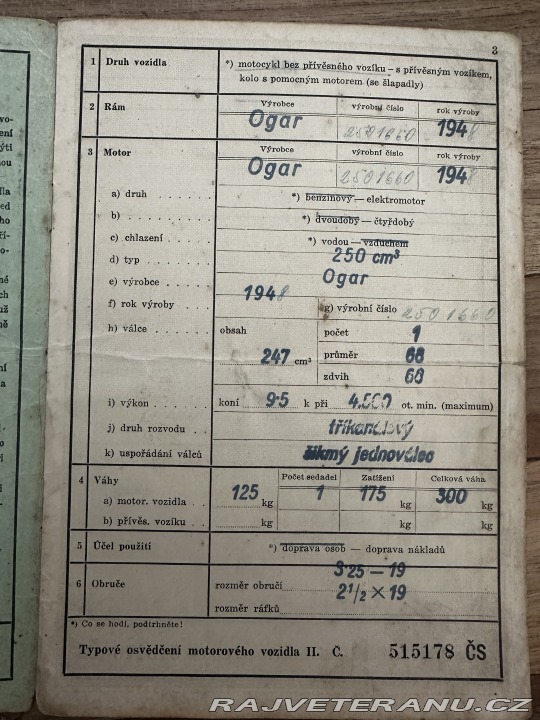 3
1 Druh vozidla *) motocykl bez přívěsného vozíku – s přívěsným vozíkem,
kolo s pomocným motorem (se šlapadly)
2 Rám Výrobce výrobní číslo rok výroby
Ogar 2501660 1948
3 Motor Výrobce výrobní číslo rok výroby
Ogar 2501660 1948
a) druh *) benzinový – elektromotor
b) *) dvoudobý – čtyřdobý
c) chlazení *) vodou – vzduchem
d) typ 250 cm³
e) výrobce Ogar
f) rok výroby 1948 g) výrobní číslo 2501660
h) válce obsah 247 cm³ počet 1
průměr 68
zdvih 68
i) výkon koní 9·5 k při 4.000 ot. min. (maximum)
j) druh rozvodu tříkanálový
k) uspořádání válců šikmý jednoválec
4 Váhy Počet sedadel Zatížení Celková váha
a) motor. vozidla 125 kg 1 175 kg 300 kg
b) přívěs. vozíku kg kg kg
5 Účel použití *) doprava osob — doprava nákladů
6 Obruče rozměr obručí 3·25 — 19
rozměr ráfků 2½ × 19
*) Co se hodí, podtrhněte!
Typové osvědčení motorového vozidla II. Č. 515178 ČS
RAJVETERANU.CZ